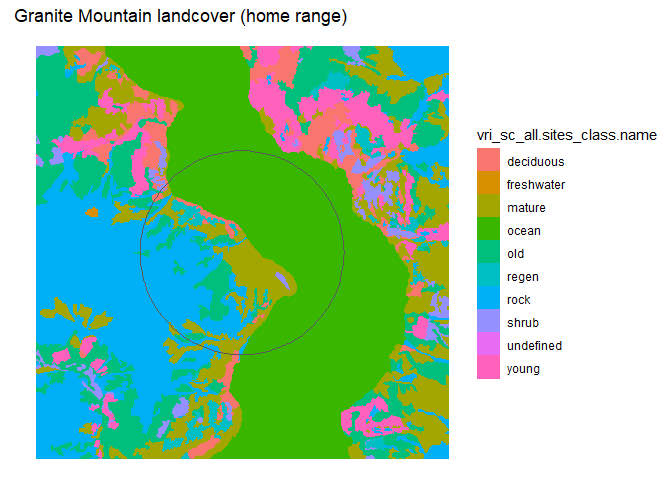 Granite Mountain landcover (home range)
vri_sc_all.sites_class.name
deciduous
freshwater
mature
ocean
old
regen
rock
shrub
undefined
young